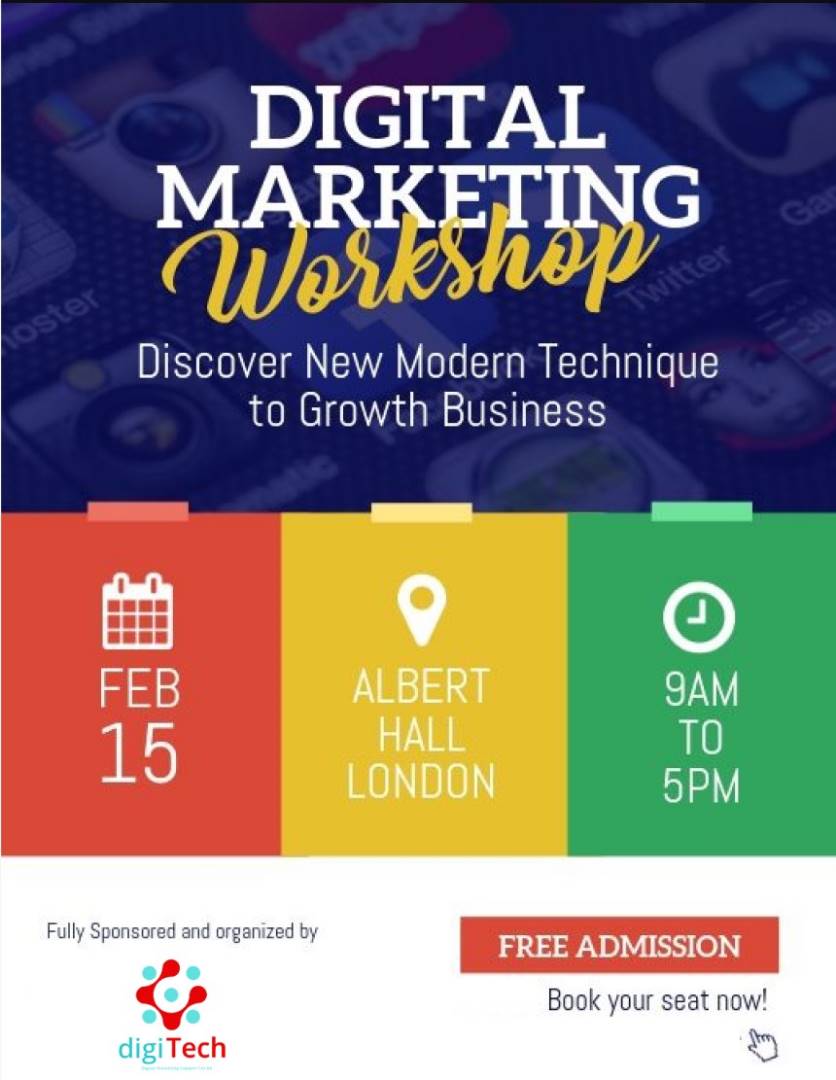 DIGITAL
MARKETING
Workshop
Discover New Modern Technique
to Growth Business
FEB
15
ALBERT
HALL
LONDON
9AM
TO
5PM
Fully Sponsored and organized by
digiTech
FREE ADMISSION
Book your seat now!
Twitter